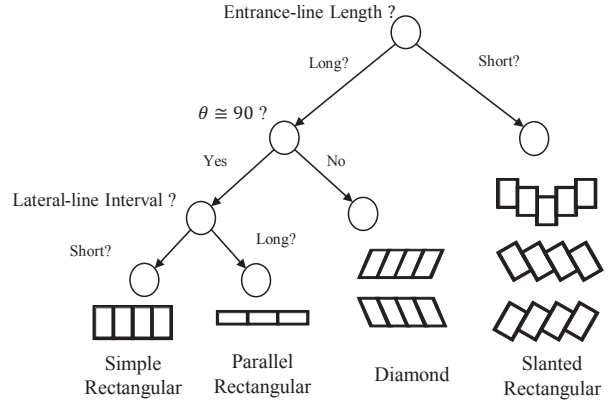 Entrance-line Length ?
Long?
Short?
θ ≅ 90 ?
Yes
No
Lateral-line Interval ?
Short?
Long?
Simple
Rectangular
Parallel
Rectangular
Diamond
Slanted
Rectangular